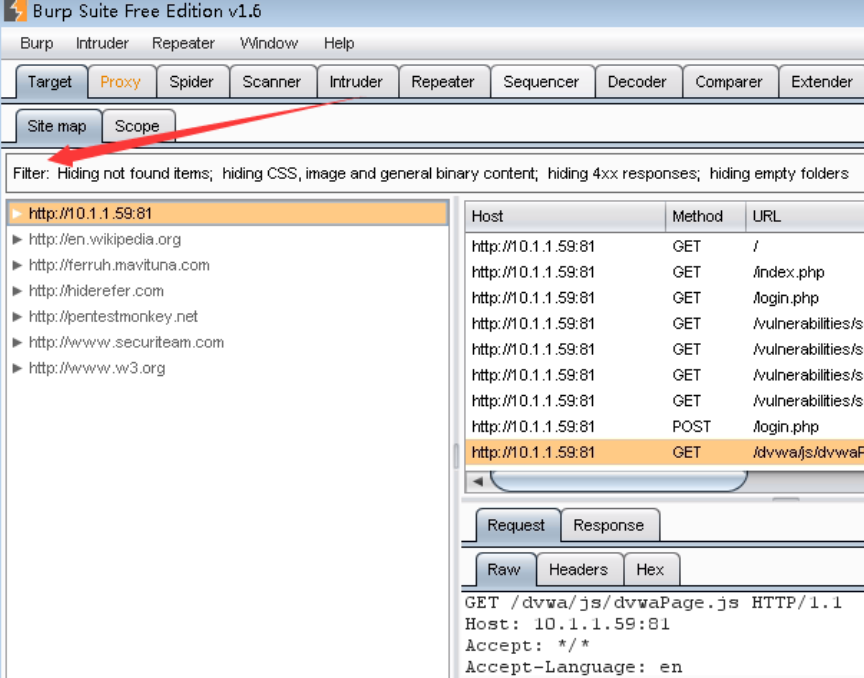 Burp Suite Free Edition v1.6
Burp Intruder Repeater Window Help
Target Proxy Spider Scanner Intruder Repeater Sequencer Decoder Comparer Extender
Site map Scope
Filter: Hiding not found items; hiding CSS, image and general binary content; hiding 4xx responses; hiding empty folders
http://10.1.1.59:81
http://en.wikipedia.org
http://ferruh.mavituna.com
http://hiderefer.com
http://pentestmonkey.net
http://www.securiteam.com
http://www.w3.org
Host Method URL
http://10.1.1.59:81 GET /
http://10.1.1.59:81 GET /index.php
http://10.1.1.59:81 GET /login.php
http://10.1.1.59:81 GET /vulnerabilities/s
http://10.1.1.59:81 GET /vulnerabilities/s
http://10.1.1.59:81 GET /vulnerabilities/s
http://10.1.1.59:81 GET /vulnerabilities/s
http://10.1.1.59:81 POST /login.php
http://10.1.1.59:81 GET /dvwa/js/dvwaP
Request Response
Raw Headers Hex
GET /dvwa/js/dvwaPage.js HTTP/1.1
Host: 10.1.1.59:81
Accept: */*
Accept-Language: en